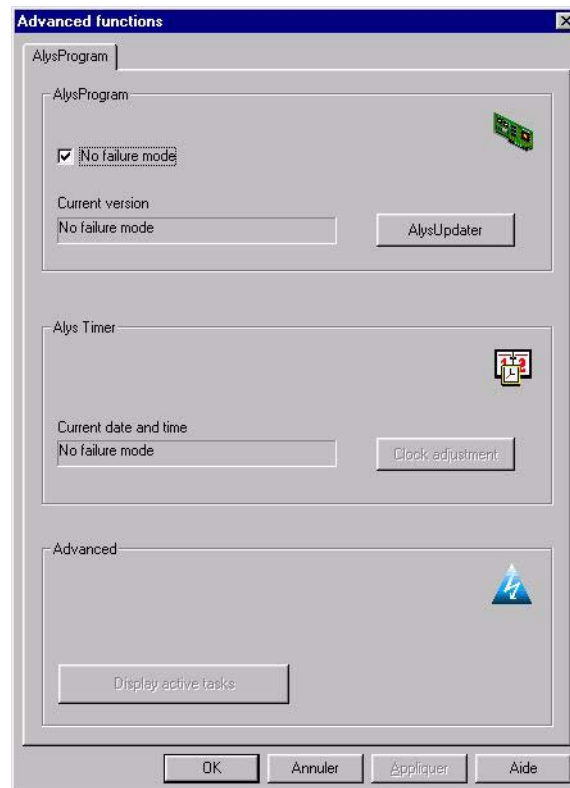 Advanced functions
AlysProgram
AlysProgram
No failure mode
Current version
No failure mode
AlysUpdater
Alys Timer
Current date and time
No failure mode
Clock adjustment
Advanced
Display active tasks
OK
Annuler
Appliquer
Aide